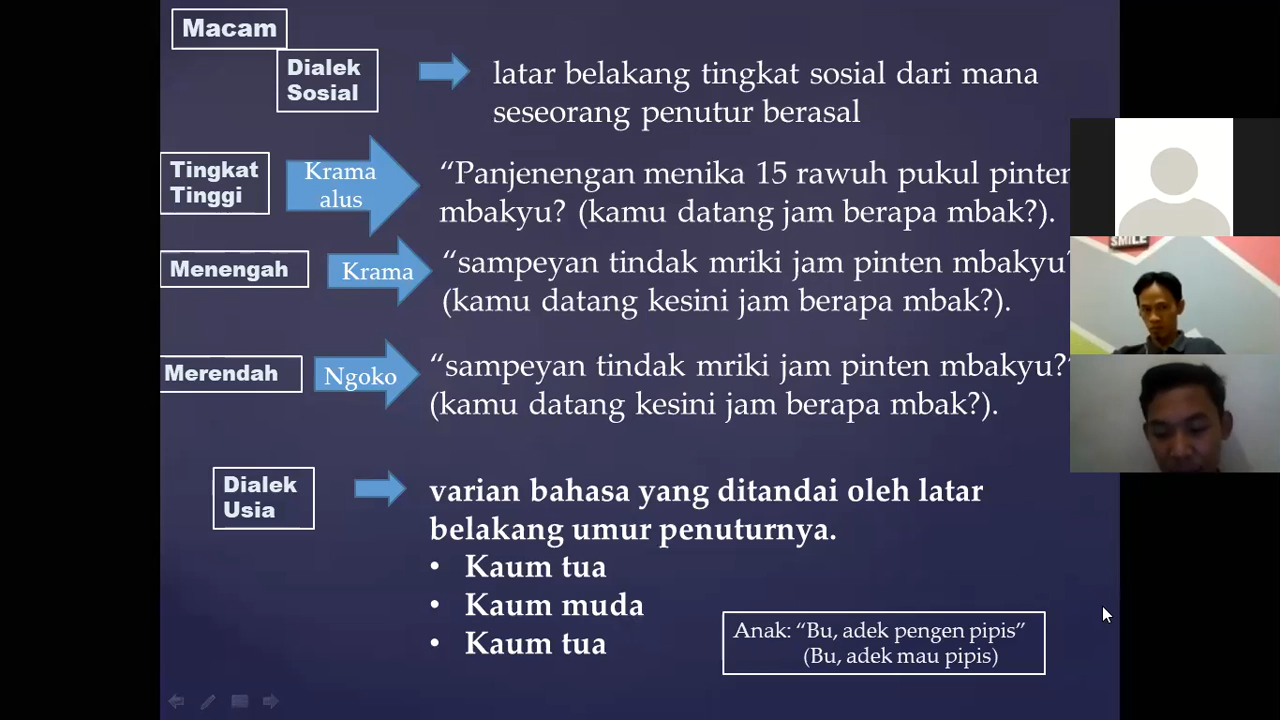 Macam
Dialek
Sosial
latar belakang tingkat sosial dari mana
seseorang penutur berasal
Tingkat
Tinggi
Krama
alus
“Panjenengan menika 15 rawuh pukul pinten
mbakyu? (kamu datang jam berapa mbak?).
Menengah
Krama
“sampeyan tindak mriki jam pinten mbakyu?
(kamu datang kesini jam berapa mbak?).
Merendah
Ngoko
“sampeyan tindak mriki jam pinten mbakyu?”
(kamu datang kesini jam berapa mbak?).
Dialek
Usia
varian bahasa yang ditandai oleh latar
belakang umur penuturnya.
• Kaum tua
• Kaum muda
• Kaum tua
Anak: “Bu, adek pengen pipis”
(Bu, adek mau pipis)
SMILE